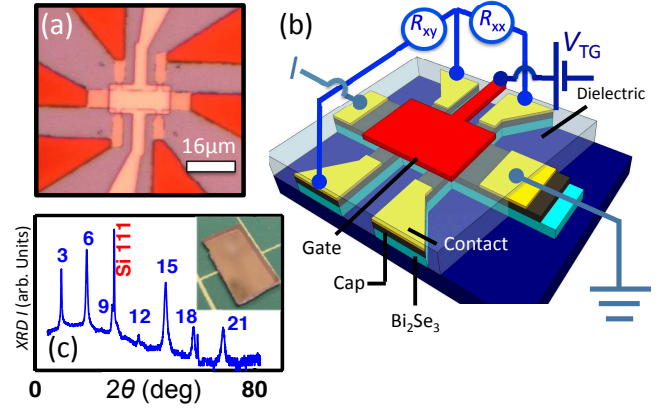 (a)
16μm
(b)
R_xy
R_xx
V_TG
I
Dielectric
Gate
Contact
Cap
Bi₂Se₃
XRD I (arb. Units)
3
6
9
Si 111
12
15
18
21
(c)
0
2θ (deg)
80